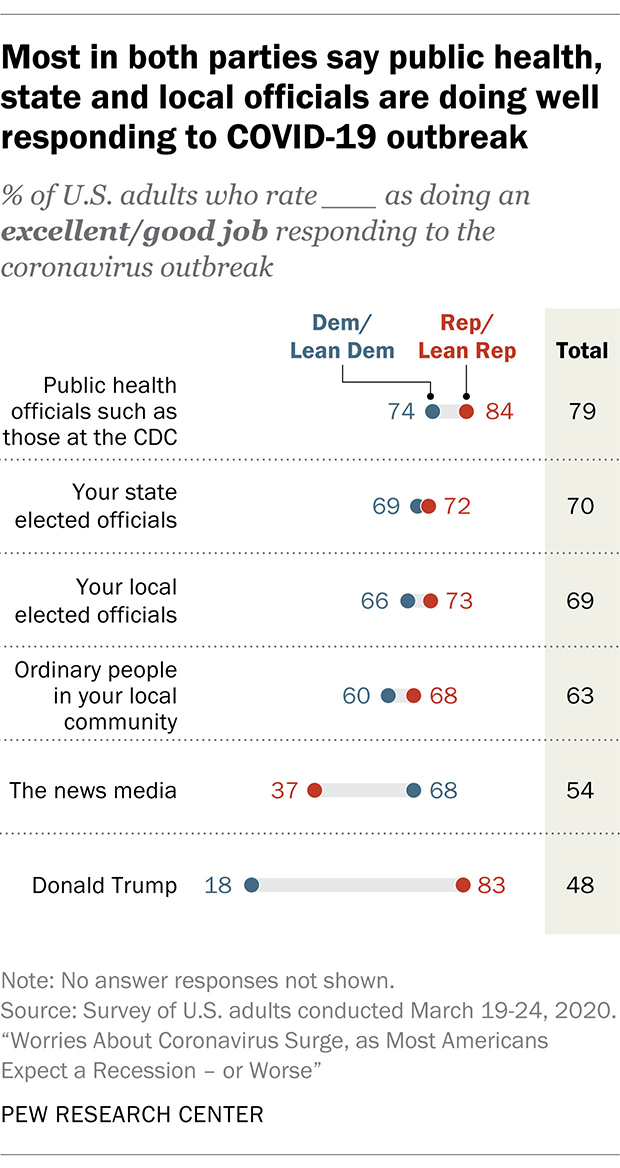 Most in both parties say public health,
state and local officials are doing well
responding to COVID-19 outbreak
% of U.S. adults who rate ___ as doing an
excellent/good job responding to the
coronavirus outbreak
Dem/
Lean Dem
Rep/
Lean Rep
Total
Public health
officials such as
those at the CDC
74 84 79
Your state
elected officials
69 72 70
Your local
elected officials
66 73 69
Ordinary people
in your local
community
60 68 63
The news media 37 68 54
Donald Trump 18 83 48
Note: No answer responses not shown.
Source: Survey of U.S. adults conducted March 19-24, 2020.
“Worries About Coronavirus Surge, as Most Americans
Expect a Recession – or Worse”
PEW RESEARCH CENTER